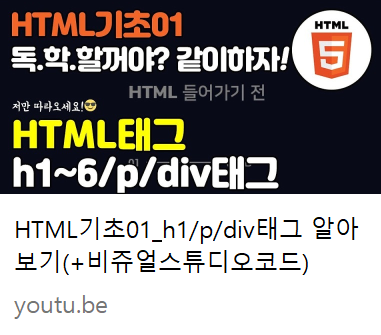 HTML기초01
독.학.할꺼야? 같이하자!
HTML
5
HTML 들어가기 전
저만 따라오세요!😎
HTML태그
01
h1~6/p/div태그
HTML기초01_h1/p/div태그 알아
보기(+비쥬얼스튜디오코드)
youtu.be